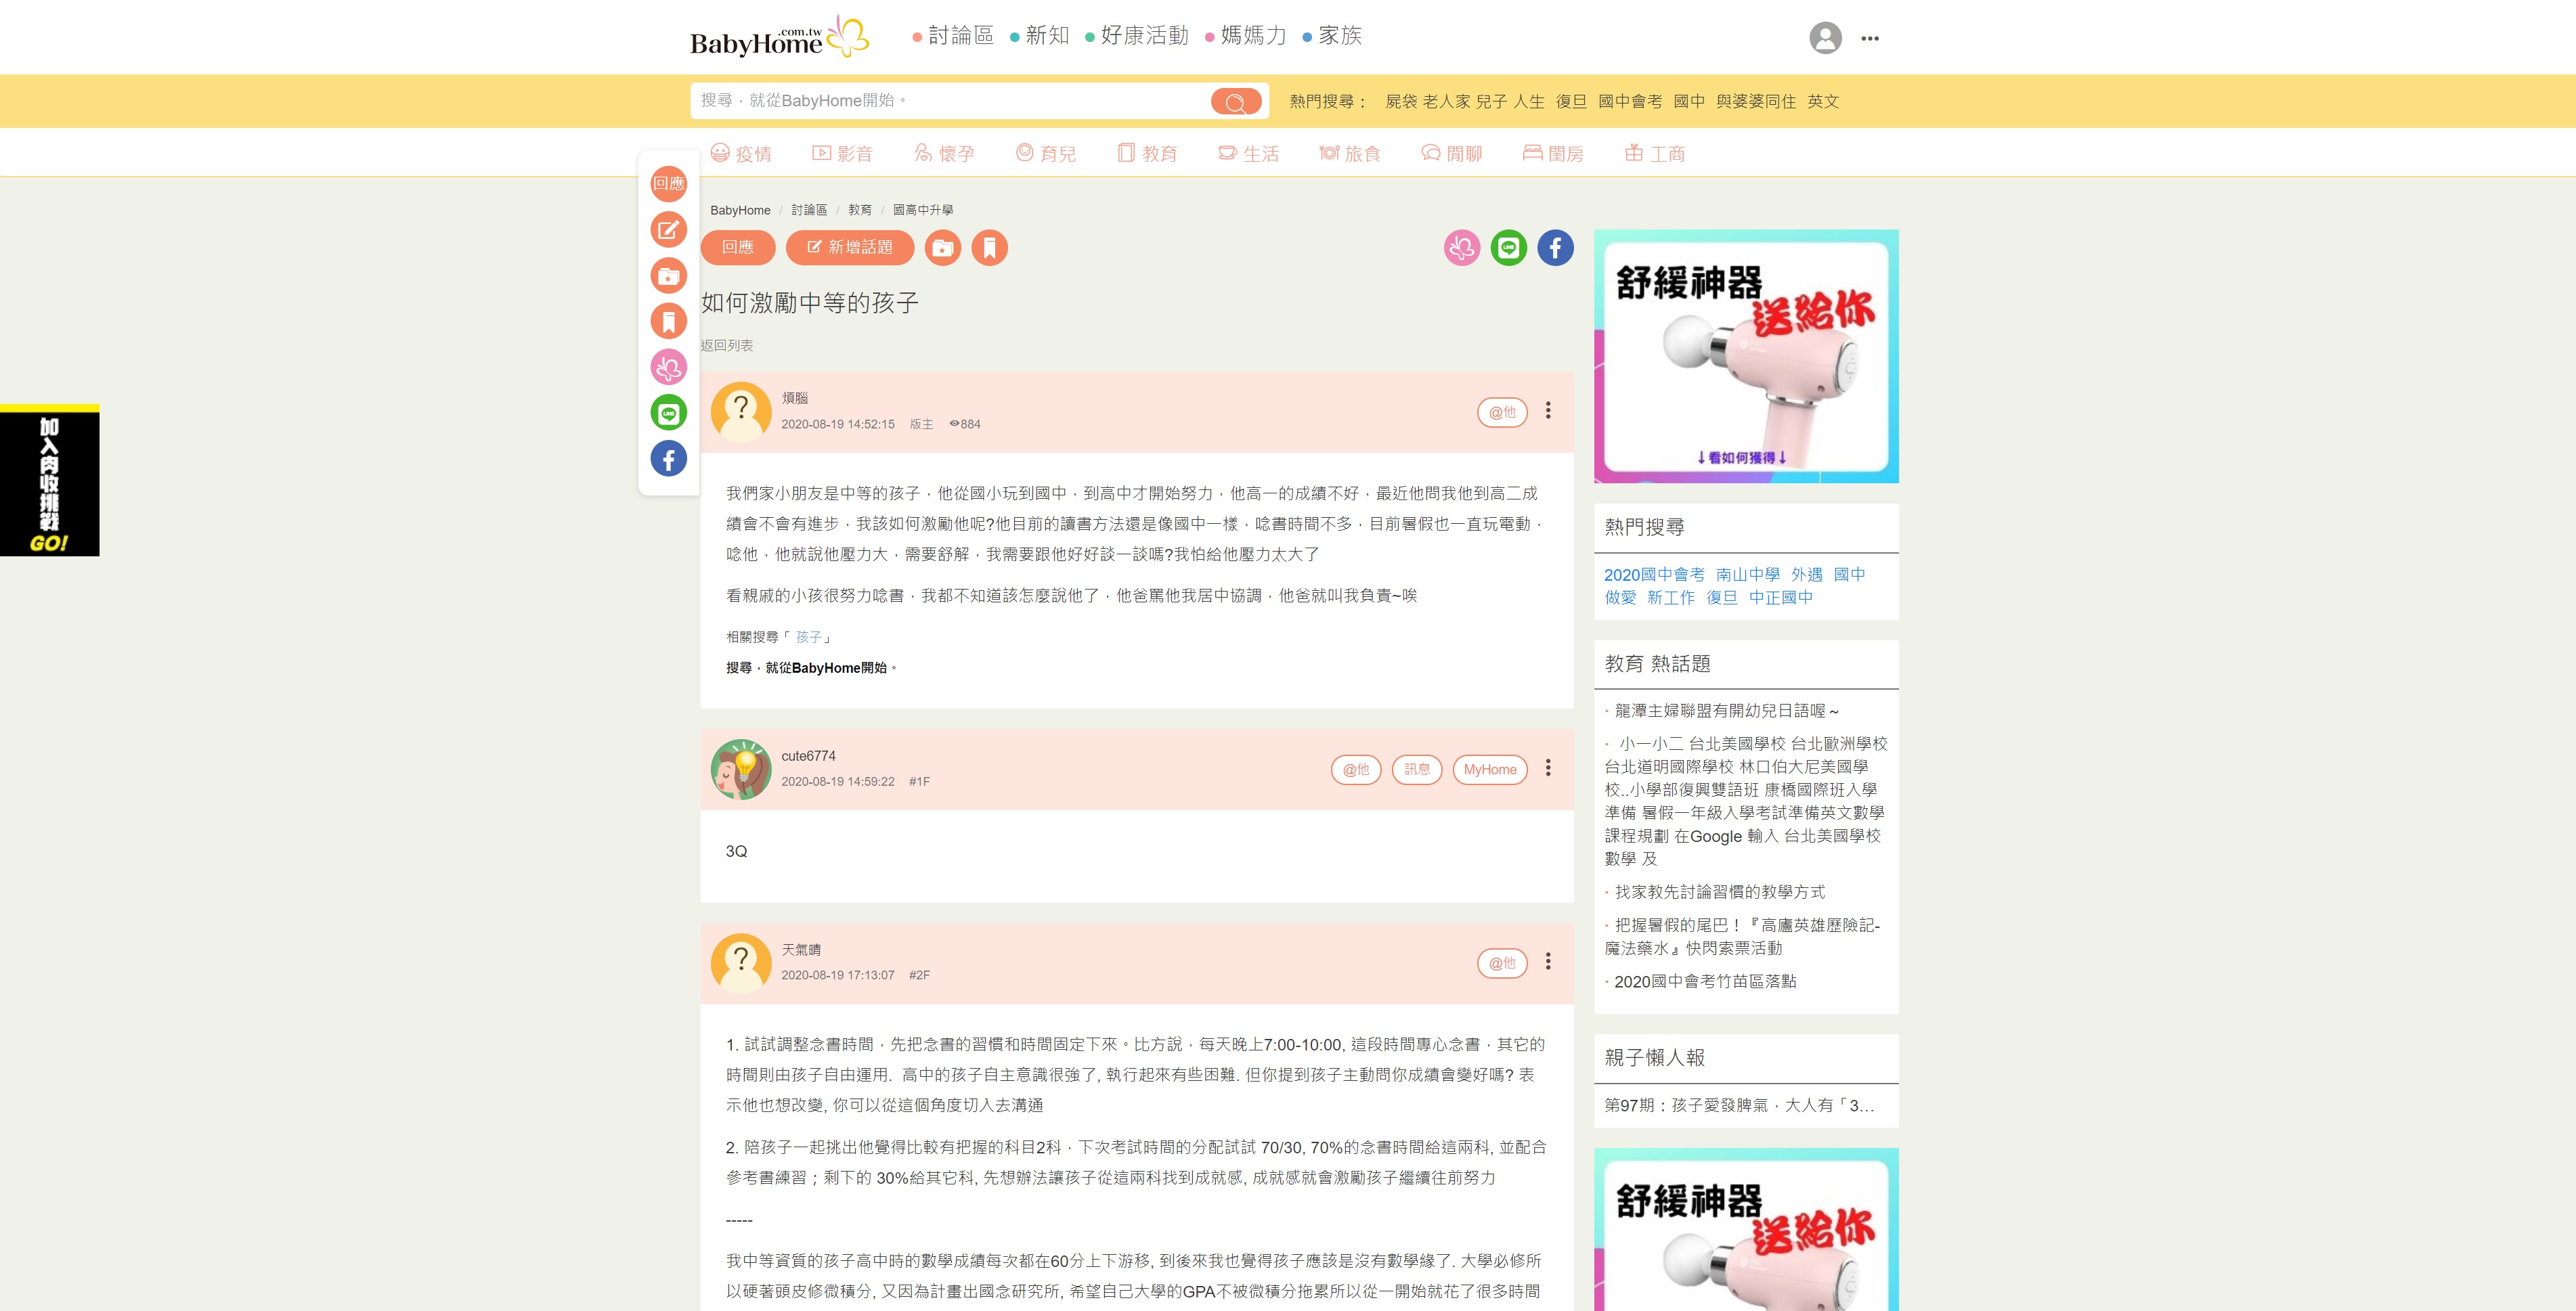 BabyHome.com.tw
討論區 新知 好康活動 媽媽力 家族
搜尋，就從BabyHome開始。
熱門搜尋： 屍袋 老人家 兒子 人生 復旦 國中會考 國中 與婆婆同住 英文
疫情 影音 懷孕 育兒 教育 生活 旅食 閒聊 閨房 工商
回應
BabyHome / 討論區 / 教育 / 國高中升學
回應 新增話題
如何激勵中等的孩子
返回列表
煩腦
2020-08-19 14:52:15 版主 884
@他
我們家小朋友是中等的孩子，他從國小玩到國中，到高中才開始努力，他高一的成績不好，最近他問我他到高二成
績會不會有進步，我該如何激勵他呢?他目前的讀書方法還是像國中一樣，唸書時間不多，目前暑假也一直玩電動，
唸他，他就說他壓力大，需要舒解，我需要跟他好好談一談嗎?我怕給他壓力太大了
看親戚的小孩很努力唸書，我都不知道該怎麼說他了，他爸罵他我居中協調，他爸就叫我負責~唉
相關搜尋「 孩子 」
搜尋，就從BabyHome開始。
cute6774
2020-08-19 14:59:22 #1F
@他 訊息 MyHome
3Q
天氣晴
2020-08-19 17:13:07 #2F
@他
1. 試試調整念書時間，先把念書的習慣和時間固定下來。比方說，每天晚上7:00-10:00, 這段時間專心念書，其它的
時間則由孩子自由運用. 高中的孩子自主意識很強了, 執行起來有些困難. 但你提到孩子主動問你成績會變好嗎? 表
示他也想改變, 你可以從這個角度切入去溝通
2. 陪孩子一起挑出他覺得比較有把握的科目2科，下次考試時間的分配試試 70/30, 70%的念書時間給這兩科, 並配合
參考書練習；剩下的 30%給其它科, 先想辦法讓孩子從這兩科找到成就感, 成就感就會激勵孩子繼續往前努力
-----
我中等資質的孩子高中時的數學成績每次都在60分上下游移, 到後來我也覺得孩子應該是沒有數學緣了. 大學必修所
以硬著頭皮修微積分, 又因為計畫出國念研究所, 希望自己大學的GPA不被微積分拖累所以從一開始就花了很多時間
加入肉收挑戰
GO!
舒緩神器
送給你
↓看如何獲得↓
熱門搜尋
2020國中會考 南山中學 外遇 國中
做愛 新工作 復旦 中正國中
教育 熱話題
· 龍潭主婦聯盟有開幼兒日語喔～
· 小一小二 台北美國學校 台北歐洲學校
台北道明國際學校 林口伯大尼美國學
校..小學部復興雙語班 康橋國際班入學
準備 暑假一年級入學考試準備英文數學
課程規劃 在Google 輸入 台北美國學校
數學 及
· 找家教先討論習慣的教學方式
· 把握暑假的尾巴！『高廬英雄歷險記-
魔法藥水』快閃索票活動
· 2020國中會考竹苗區落點
親子懶人報
第97期：孩子愛發脾氣，大人有「3...
舒緩神器
送給你